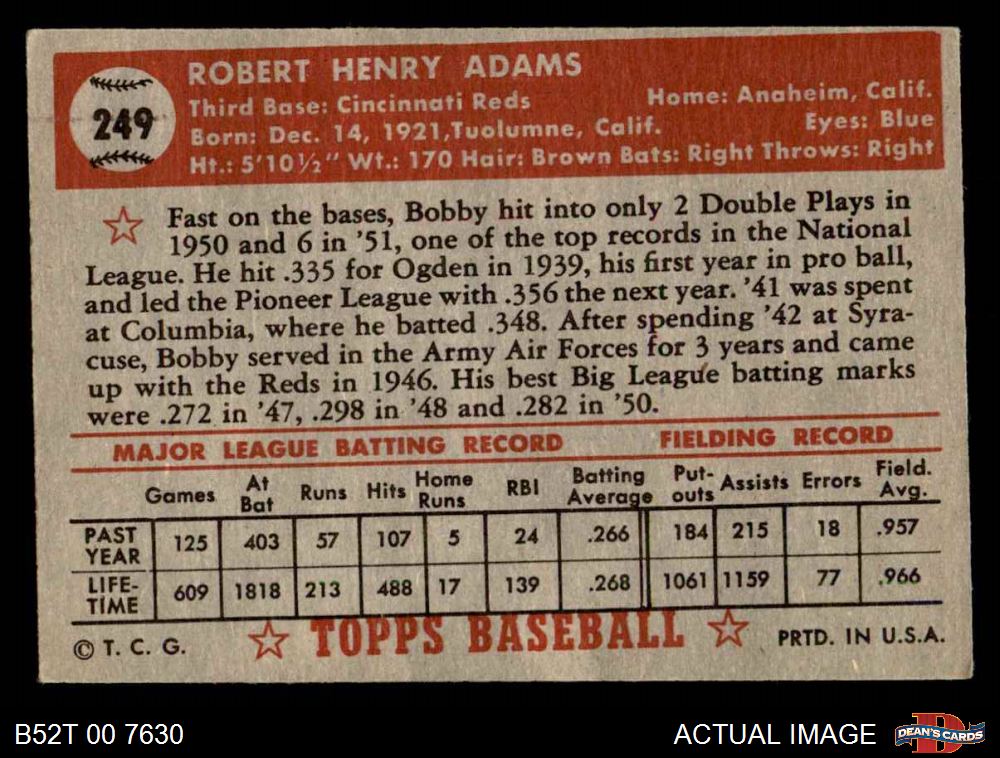 249
ROBERT HENRY ADAMS
Third Base: Cincinnati Reds Home: Anaheim, Calif.
Born: Dec. 14, 1921, Tuolumne, Calif. Eyes: Blue
Ht.: 5'10½" Wt.: 170 Hair: Brown Bats: Right Throws: Right
Fast on the bases, Bobby hit into only 2 Double Plays in
1950 and 6 in '51, one of the top records in the National
League. He hit .335 for Ogden in 1939, his first year in pro ball,
and led the Pioneer League with .356 the next year. '41 was spent
at Columbia, where he batted .348. After spending '42 at Syra-
cuse, Bobby served in the Army Air Forces for 3 years and came
up with the Reds in 1946. His best Big League batting marks
were .272 in '47, .298 in '48 and .282 in '50.
MAJOR LEAGUE BATTING RECORD FIELDING RECORD
Games At Bat Runs Hits Home Runs RBI Batting Average Put-outs Assists Errors Field. Avg.
PAST YEAR 125 403 57 107 5 24 .266 184 215 18 .957
LIFE-TIME 609 1818 213 488 17 139 .268 1061 1159 77 .966
© T. C. G. TOPPS BASEBALL PRTD. IN U.S.A.
B52T 00 7630 ACTUAL IMAGE DEAN'S CARDS